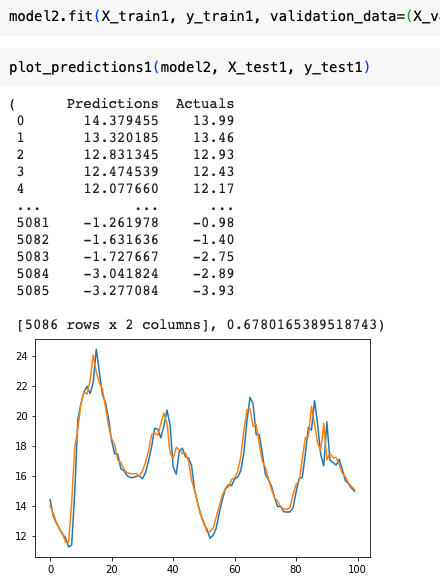 model2.fit(X_train1, y_train1, validation_data=(X_v
plot_predictions1(model2, X_test1, y_test1)
( Predictions Actuals
0 14.379455 13.99
1 13.320185 13.46
2 12.831345 12.93
3 12.474539 12.43
4 12.077660 12.17
... ... ...
5081 -1.261978 -0.98
5082 -1.631636 -1.40
5083 -1.727667 -2.75
5084 -3.041824 -2.89
5085 -3.277084 -3.93
[5086 rows x 2 columns], 0.6780165389518743)
24
22
20
18
16
14
12
0 20 40 60 80 100